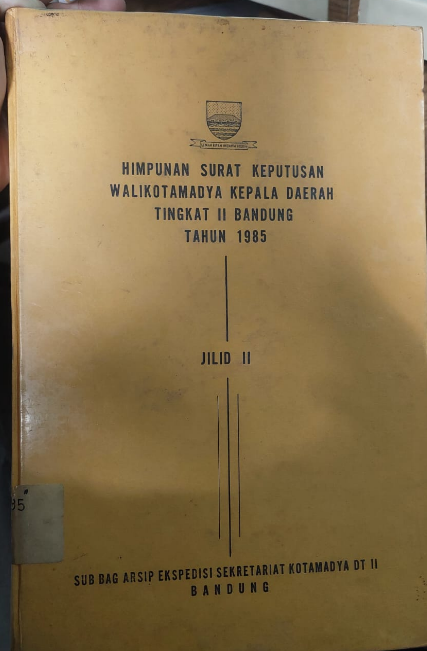 HIMPUNAN SURAT KEPUTUSAN
WALIKOTAMADYA KEPALA DAERAH
TINGKAT II BANDUNG
TAHUN 1985
JILID II
SUB BAG ARSIP EKSPEDISI SEKRETARIAT KOTAMADYA DT II
BANDUNG